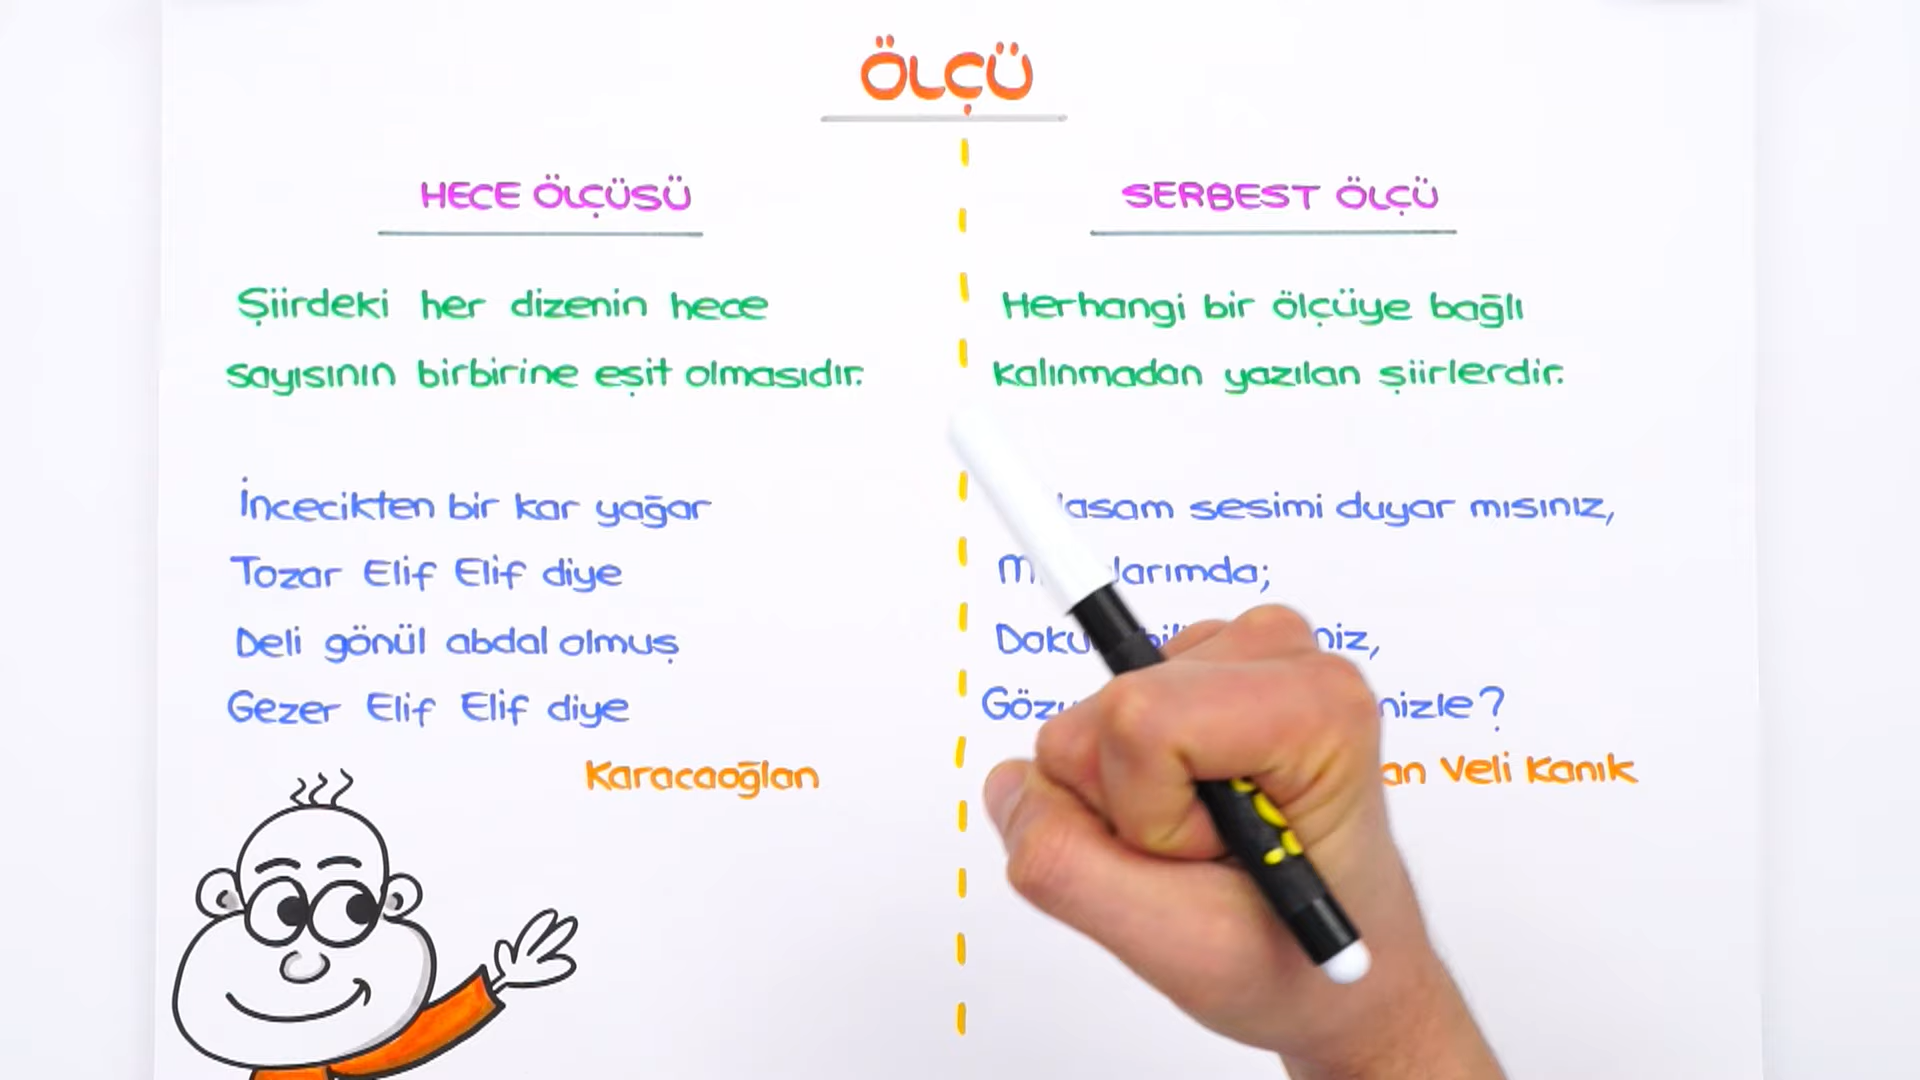 ÖLÇÜ
HECE ÖLÇÜSÜ
Şiirdeki her dizenin hece
sayısının birbirine eşit olmasıdır.
İncecikten bir kar yağar
Tozar Elif Elif diye
Deli gönül abdal olmuş
Gezer Elif Elif diye
Karacaoğlan
SERBEST ÖLÇÜ
Herhangi bir ölçüye bağlı
kalınmadan yazılan şiirlerdir.
sesimi duyar mısınız,
Veli Kanık